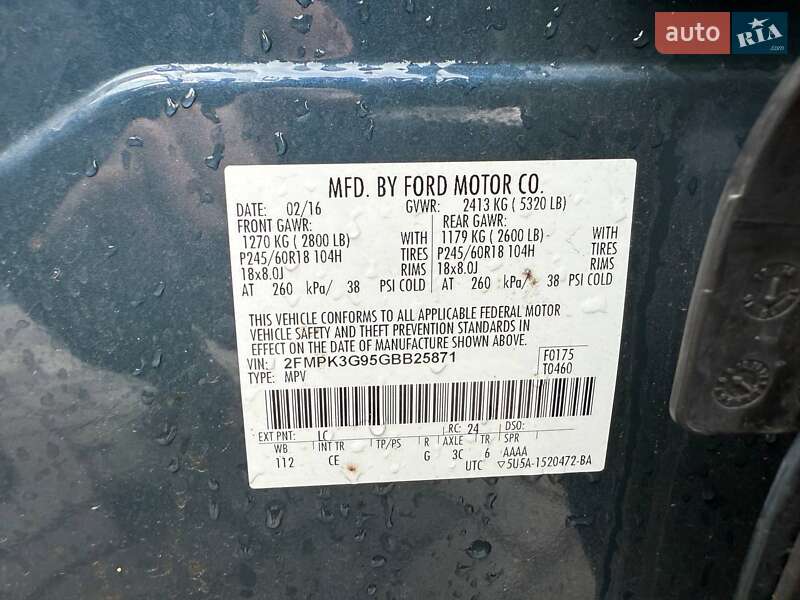 auto RIA .com
MFD. BY FORD MOTOR CO.
DATE: 02/16 GVWR: 2413 KG ( 5320 LB)
FRONT GAWR: REAR GAWR:
1270 KG ( 2800 LB) WITH 1179 KG ( 2600 LB) WITH
P245/60R18 104H TIRES P245/60R18 104H TIRES
18x8.0J RIMS 18x8.0J RIMS
AT 260 kPa/ 38 PSI COLD AT 260 kPa/ 38 PSI COLD
THIS VEHICLE CONFORMS TO ALL APPLICABLE FEDERAL MOTOR
VEHICLE SAFETY AND THEFT PREVENTION STANDARDS IN
EFFECT ON THE DATE OF MANUFACTURE SHOWN ABOVE.
VIN: 2FMPK3G95GBB25871 F0175
TYPE: MPV T0460
EXT PNT: LC RC: 24 DSO:
WB INT TR TP/PS R AXLE TR SPR
112 CE G 3C 6 AAAA
UTC ▽5U5A-1520472-BA